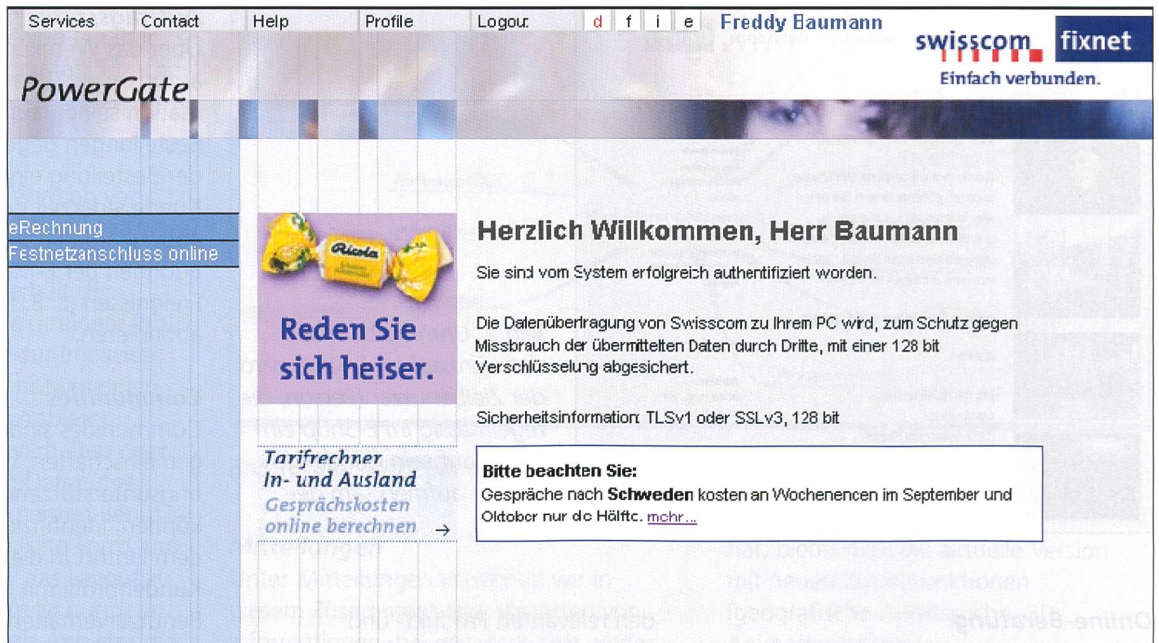 Services Contact Help Profile Logout d f i e Freddy Baumann
swisscom fixnet
Einfach verbunden.
PowerGate
eRechnung
Festnetzanschluss online
Ricola
Reden Sie
sich heiser.
Tarifrechner
In- und Ausland
Gesprächskosten
online berechnen →
Herzlich Willkommen, Herr Baumann
Sie sind vom System erfolgreich authentifiziert worden.
Die Datenübertragung von Swisscom zu Ihrem PC wird, zum Schutz gegen
Missbrauch der übermittelten Daten durch Dritte, mit einer 128 bit
Verschlüsselung abgesichert.
Sicherheitsinformation: TLSv1 oder SSLv3, 128 bit
Bitte beachten Sie:
Gespräche nach Schweden kosten an Wochenencen im September und
Oktober nur die Hälfte. mehr...